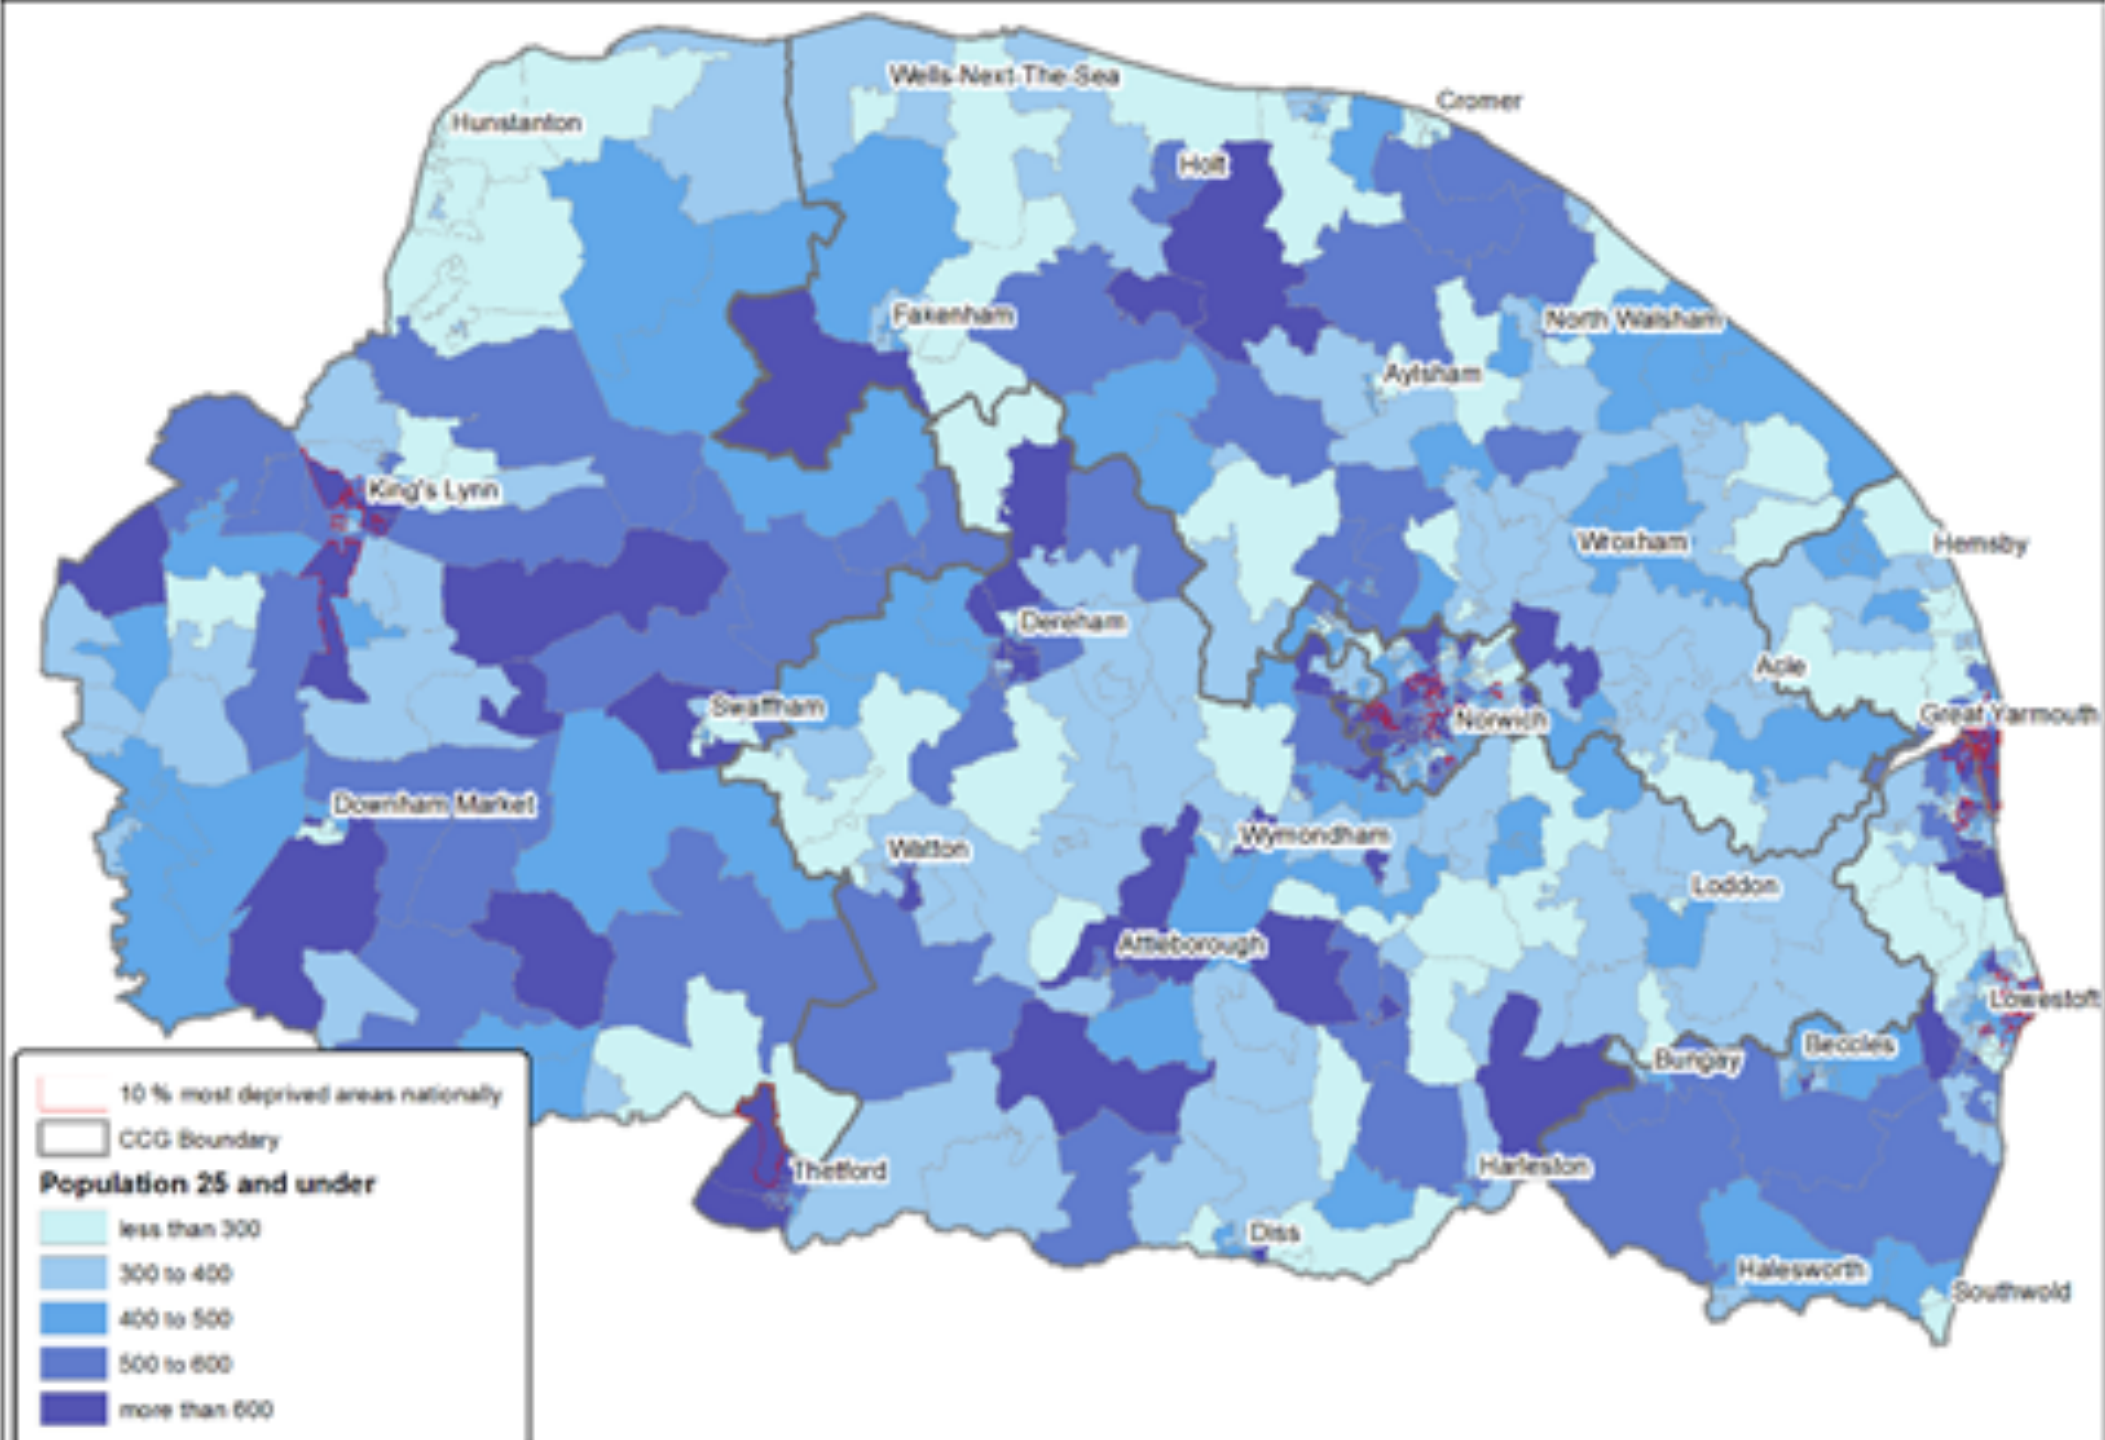 Wells-Next-The-Sea
Cromer
Hunstanton
Holt
Fakenham
North Walsham
Aylsham
King's Lynn
Wroxham
Hemsby
Dereham
Acle
Swaffham
Norwich
Great Yarmouth
Downham Market
Watton
Wymondham
Loddon
Attleborough
Lowestoft
Bungay
Beccles
Thetford
Harleston
Diss
Halesworth
Southwold
10 % most deprived areas nationally
CCG Boundary
Population 25 and under
less than 300
300 to 400
400 to 500
500 to 600
more than 600